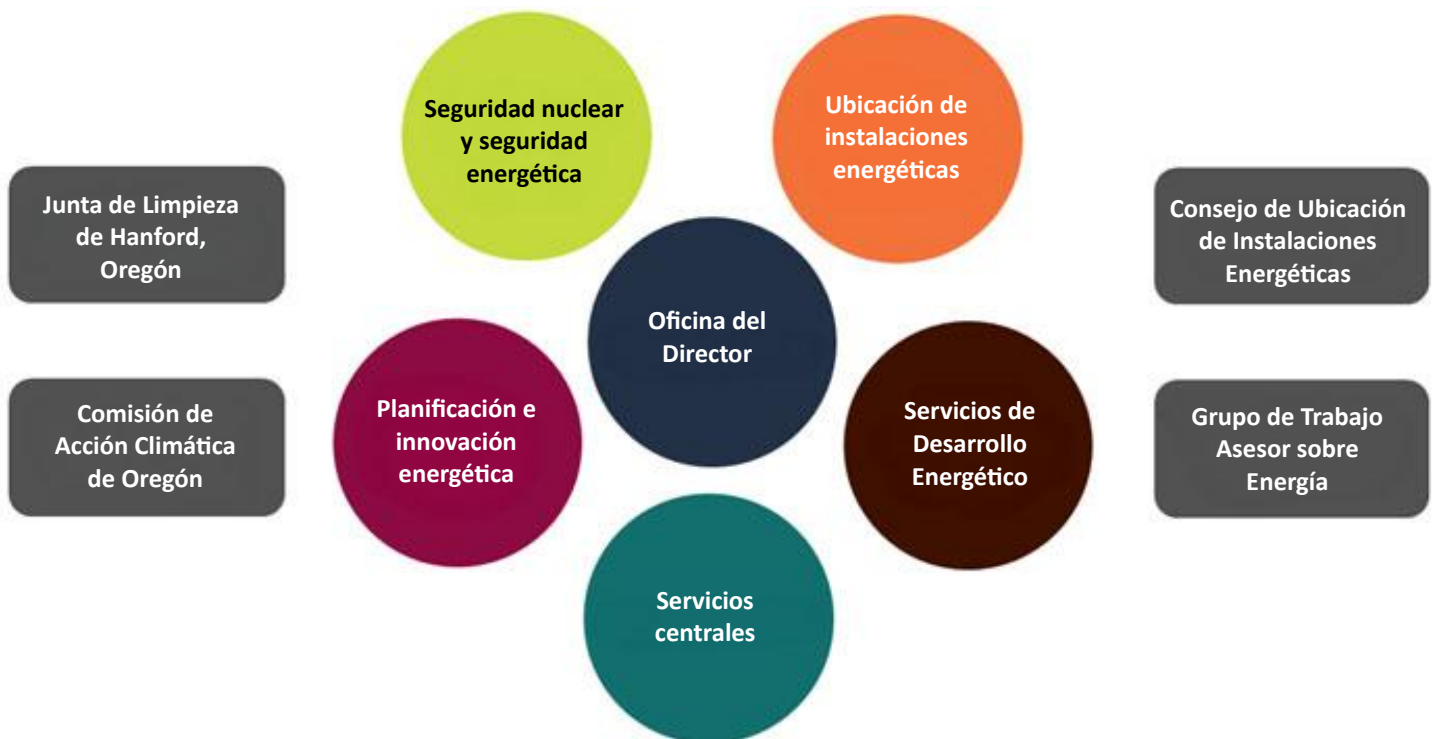 Seguridad nuclear
y seguridad
energética
Ubicación de
instalaciones
energéticas
Junta de Limpieza
de Hanford,
Oregón
Consejo de Ubicación
de Instalaciones
Energéticas
Oficina del
Director
Planificación e
innovación
energética
Servicios de
Desarrollo
Energético
Comisión de
Acción Climática
de Oregón
Grupo de Trabajo
Asesor sobre
Energía
Servicios
centrales